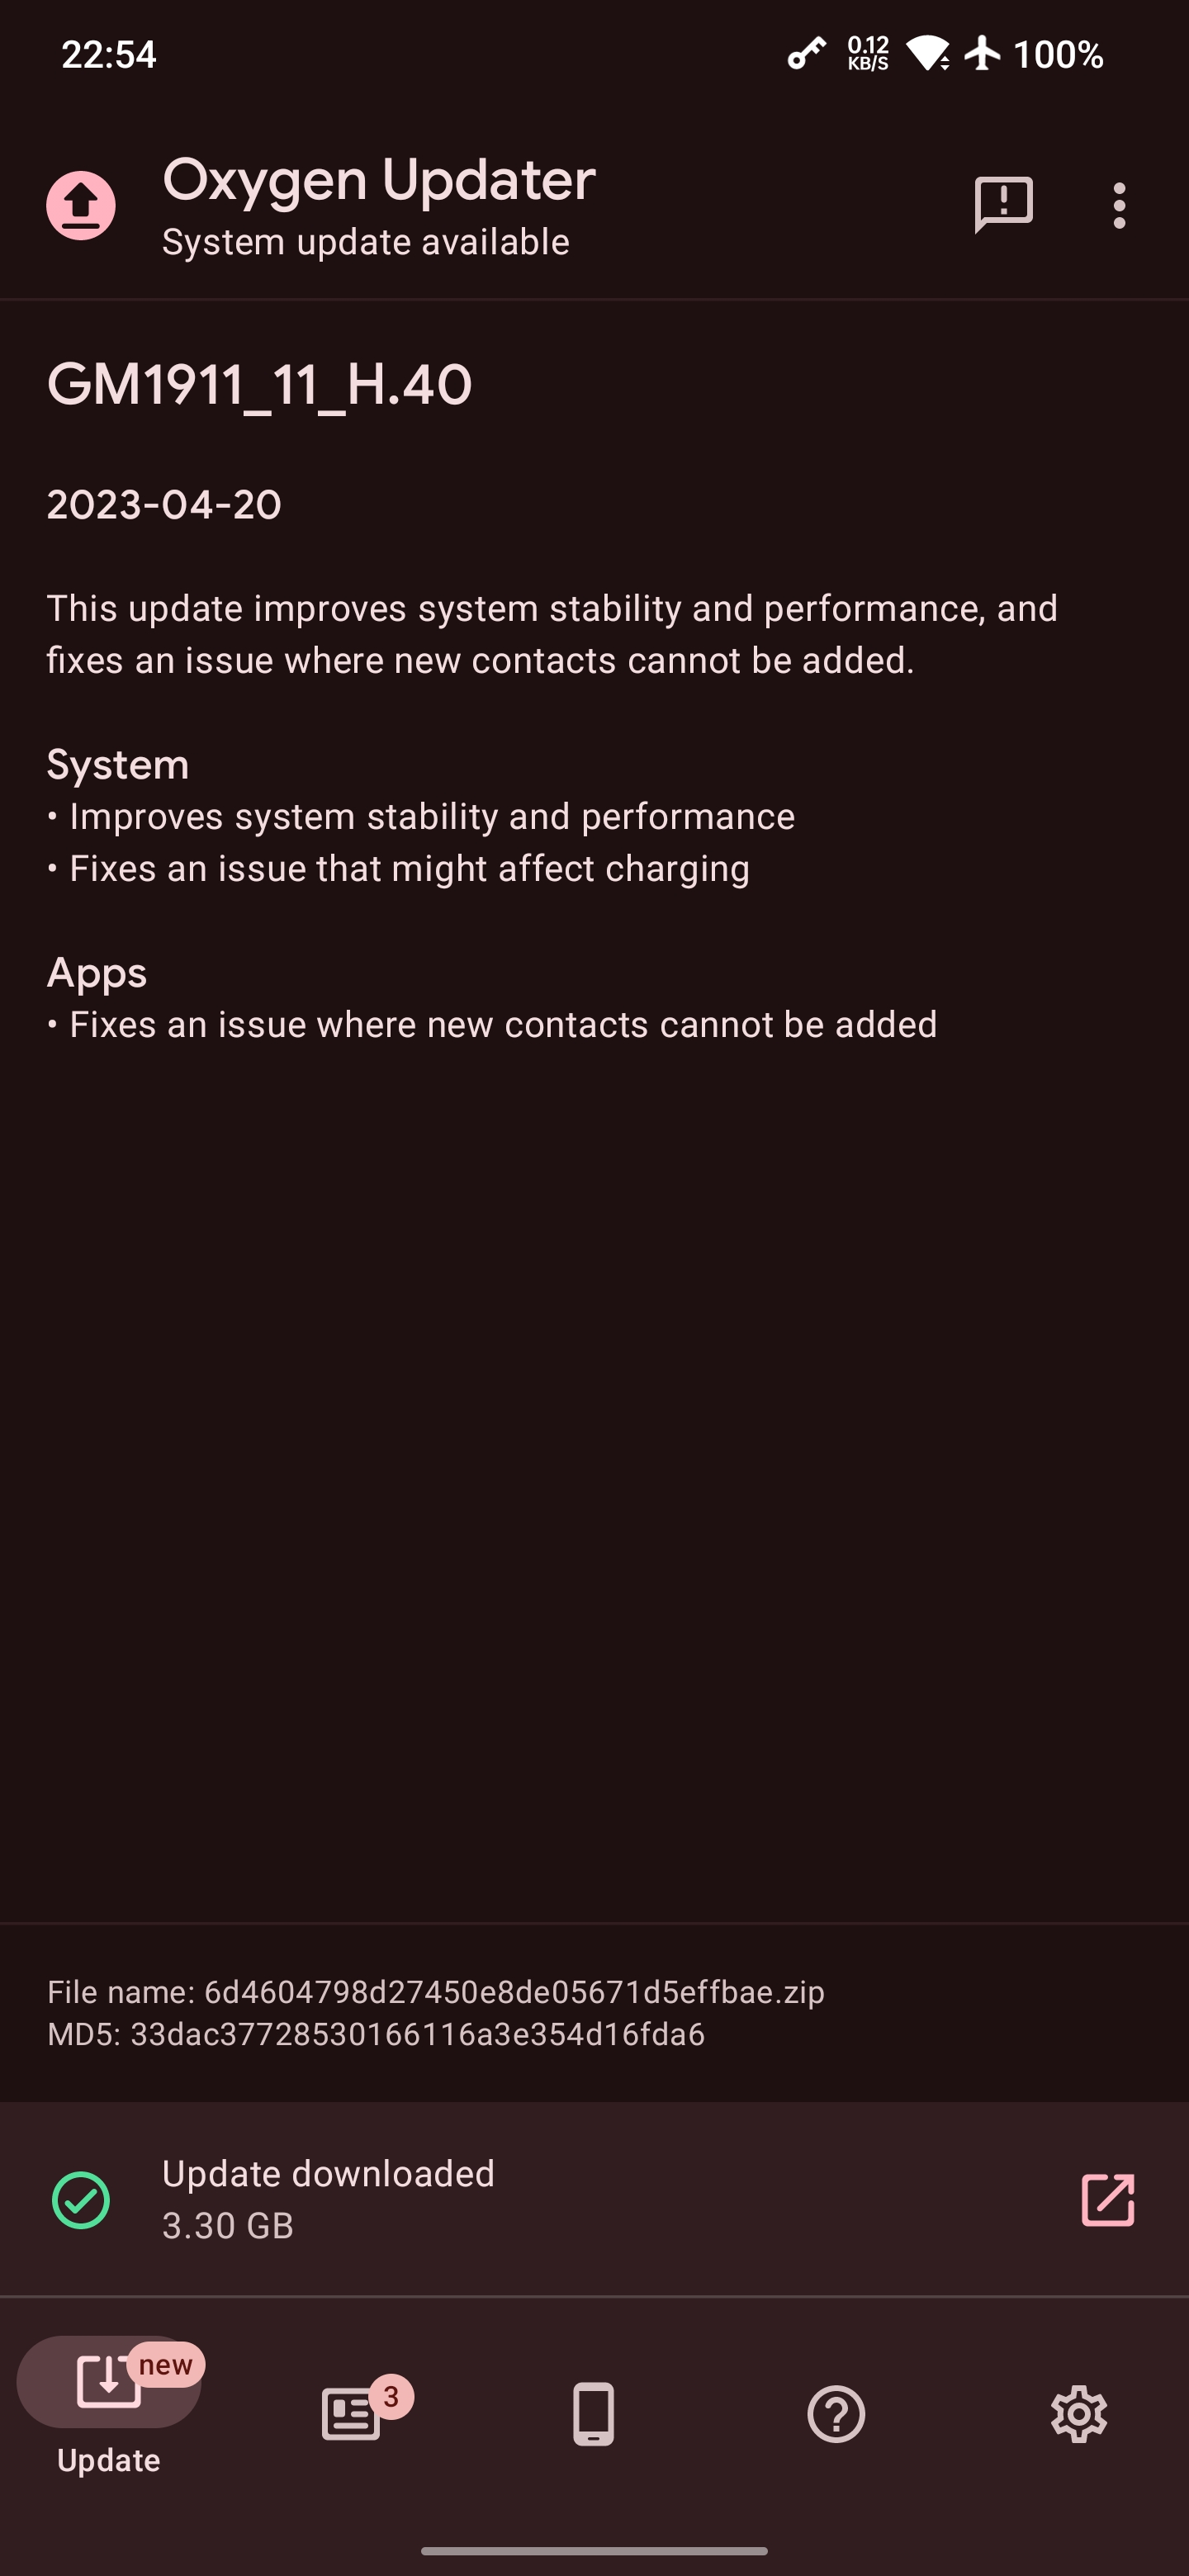 22:54
0.12
KB/S
100%
Oxygen Updater
System update available
GM1911_11_H.40
2023-04-20
This update improves system stability and performance, and
fixes an issue where new contacts cannot be added.
System
• Improves system stability and performance
• Fixes an issue that might affect charging
Apps
• Fixes an issue where new contacts cannot be added
File name: 6d4604798d27450e8de05671d5effbae.zip
MD5: 33dac37728530166116a3e354d16fda6
Update downloaded
3.30 GB
new
3
Update